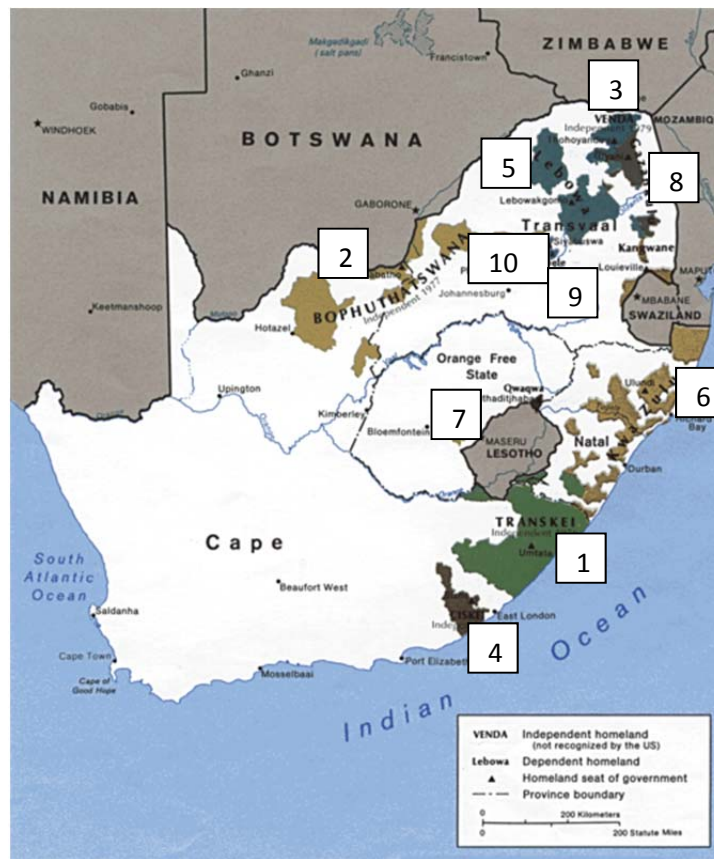 ZIMBABWE
Makgadikgadi
(salt pans)
Francistown
Ghanzi
3
Gobabis
VENDA
MOZAMBIQ
WINDHOEK
Independent 1979
BOTSWANA
5
Lebowa
8
NAMIBIA
Lebowakgomo
GABORONE
Transvaal
Siyabuswa
Kangwane
2
10
Louieville
MAPUTO
BOPHUTHATSWANA
Independent 1977
9
Johannesburg
MBABANE
SWAZILAND
Keetmanshoop
Hotazel
Orange Free
State
Ulundi
Qwaqwa
Upington
6
Kimberley
7
Bloemfontein
MASERU
LESOTHO
Natal
Durban
TRANSKEI
Independent
Umtata
Cape
1
South
Atlantic
Ocean
Beaufort West
Saldanha
East London
4
Cape Town
Port Elizabeth
Cape of
Good Hope
Mosselbaai
Indian Ocean
VENDA Independent homeland
(not recognized by the US)
Lebowa Dependent homeland
Homeland seat of government
Province boundary
0 200 Kilometers
0 200 Statute Miles